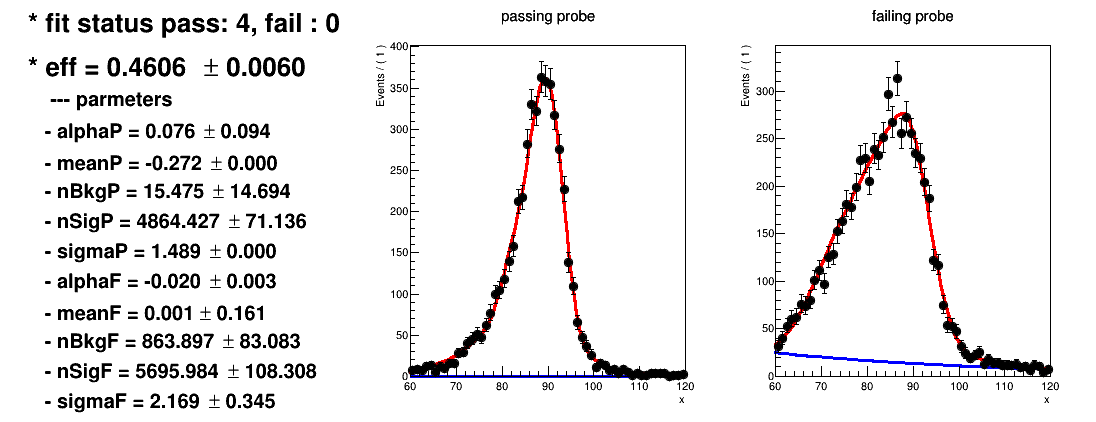 * fit status pass: 4, fail : 0
* eff = 0.4606 ± 0.0060
--- parmeters
- alphaP = 0.076 ± 0.094
- meanP = -0.272 ± 0.000
- nBkgP = 15.475 ± 14.694
- nSigP = 4864.427 ± 71.136
- sigmaP = 1.489 ± 0.000
- alphaF = -0.020 ± 0.003
- meanF = 0.001 ± 0.161
- nBkgF = 863.897 ± 83.083
- nSigF = 5695.984 ± 108.308
- sigmaF = 2.169 ± 0.345
passing probe
Events / ( 1 )
400
350
300
250
200
150
100
50
0
60 70 80 90 100 110 120
x
failing probe
Events / ( 1 )
300
250
200
150
100
50
0
60 70 80 90 100 110 120
x